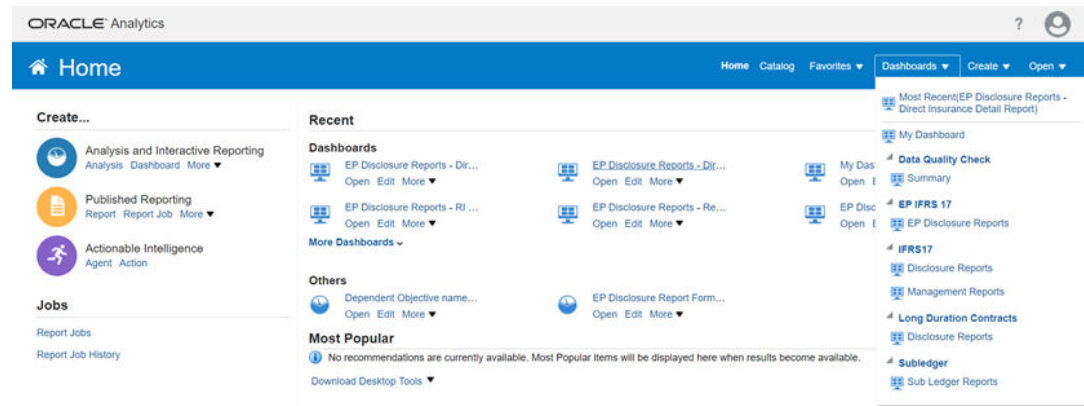 ORACLE Analytics
?
Home
Home Catalog Favorites Dashboards Create Open
Create...
Analysis and Interactive Reporting
Analysis Dashboard More
Published Reporting
Report Report Job More
Actionable Intelligence
Agent Action
Jobs
Report Jobs
Report Job History
Recent
Dashboards
EP Disclosure Reports - Dir... EP Disclosure Reports - Dir... My Das
Open Edit More Open Edit More Open E
EP Disclosure Reports - RI ... EP Disclosure Reports - Re... EP Disc
Open Edit More Open Edit More Open E
More Dashboards
Others
Dependent Objective name... EP Disclosure Report Form...
Open Edit More Open Edit More
Most Popular
No recommendations are currently available. Most Popular items will be displayed here when results become available.
Download Desktop Tools
Most Recent(EP Disclosure Reports -
Direct Insurance Detail Report)
My Dashboard
Data Quality Check
Summary
EP IFRS 17
EP Disclosure Reports
IFRS17
Disclosure Reports
Management Reports
Long Duration Contracts
Disclosure Reports
Subledger
Sub Ledger Reports